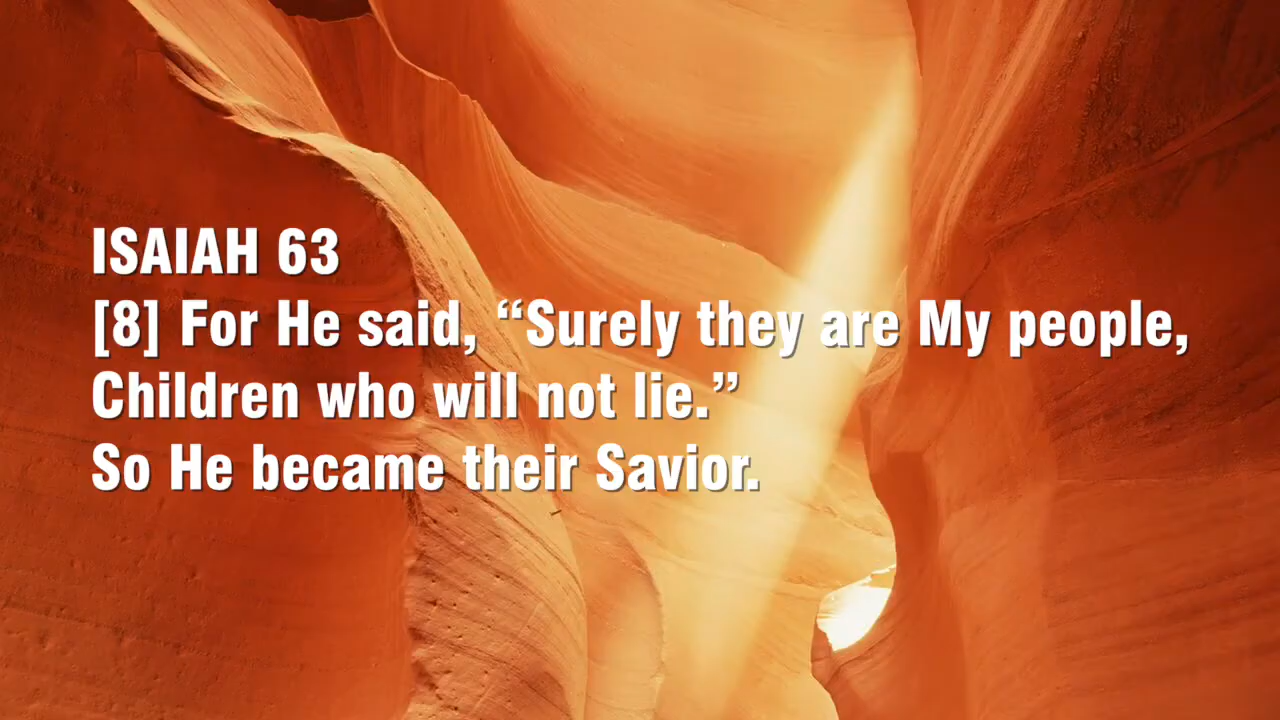 ISAIAH 63
[8] For He said, “Surely they are My people,
Children who will not lie.”
So He became their Savior.